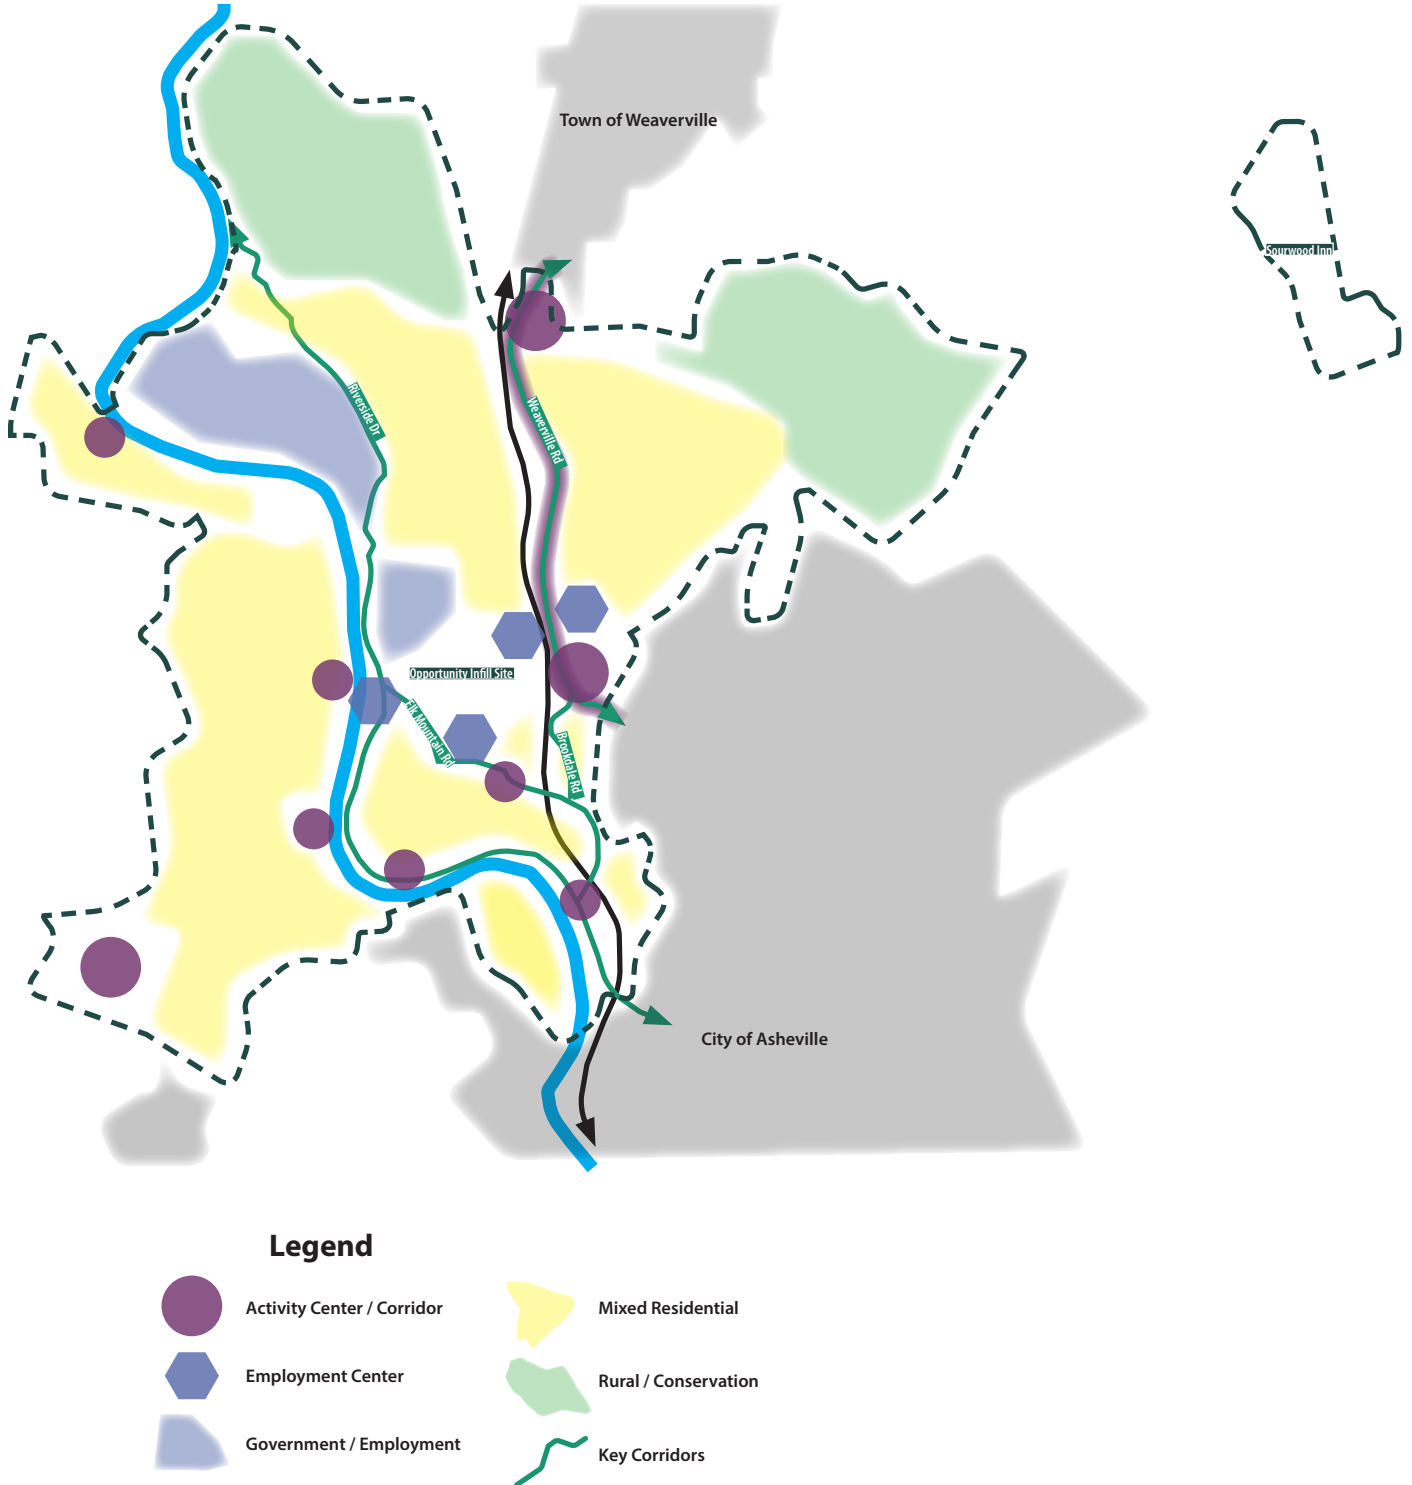 Town of Weaverville
Sourwood Inn
Riverside Dr
Weaverville Rd
Opportunity Infill Site
Elk Mountain Rd
Brookdale Rd
City of Asheville
Legend
Activity Center / Corridor
Mixed Residential
Employment Center
Rural / Conservation
Government / Employment
Key Corridors